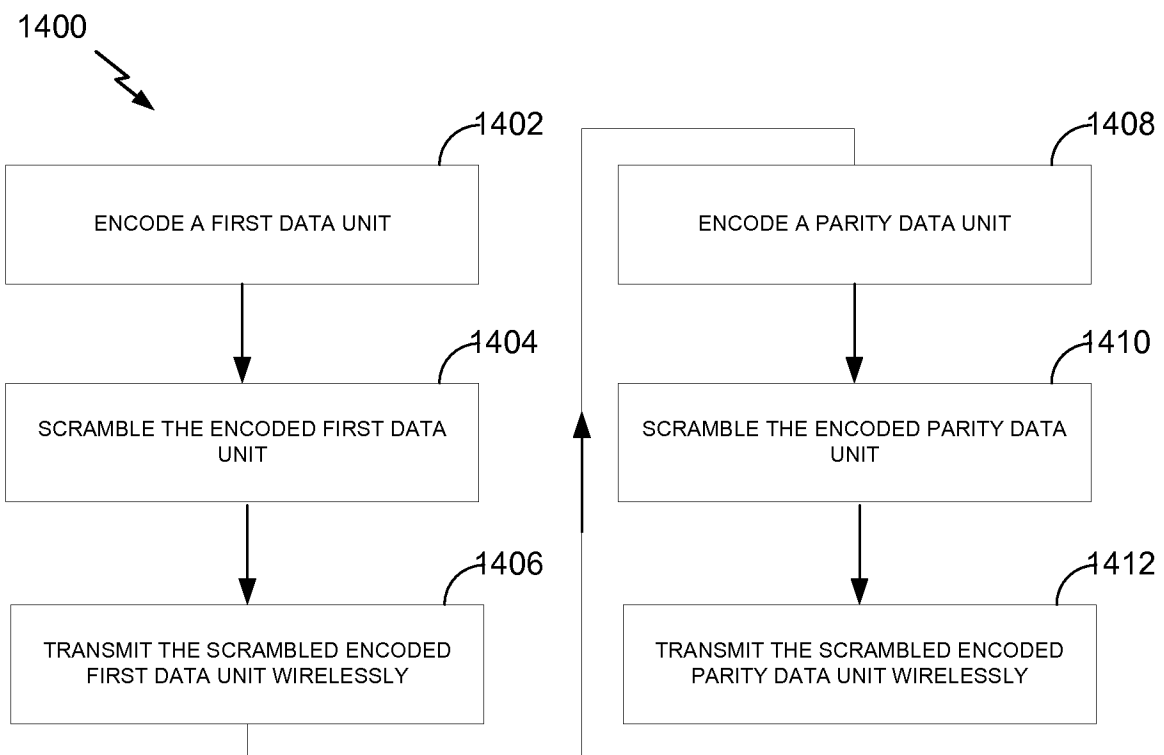 1400
1402
ENCODE A FIRST DATA UNIT
1404
SCRAMBLE THE ENCODED FIRST DATA
UNIT
1406
TRANSMIT THE SCRAMBLED ENCODED
FIRST DATA UNIT WIRELESSLY
1408
ENCODE A PARITY DATA UNIT
1410
SCRAMBLE THE ENCODED PARITY DATA
UNIT
1412
TRANSMIT THE SCRAMBLED ENCODED
PARITY DATA UNIT WIRELESSLY